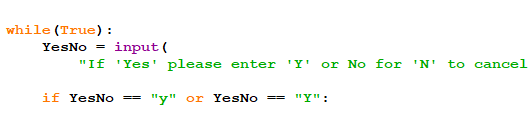 while(True):
YesNo = input(
"If 'Yes' please enter 'Y' or No for 'N' to cancel
if YesNo == "y" or YesNo == "Y":